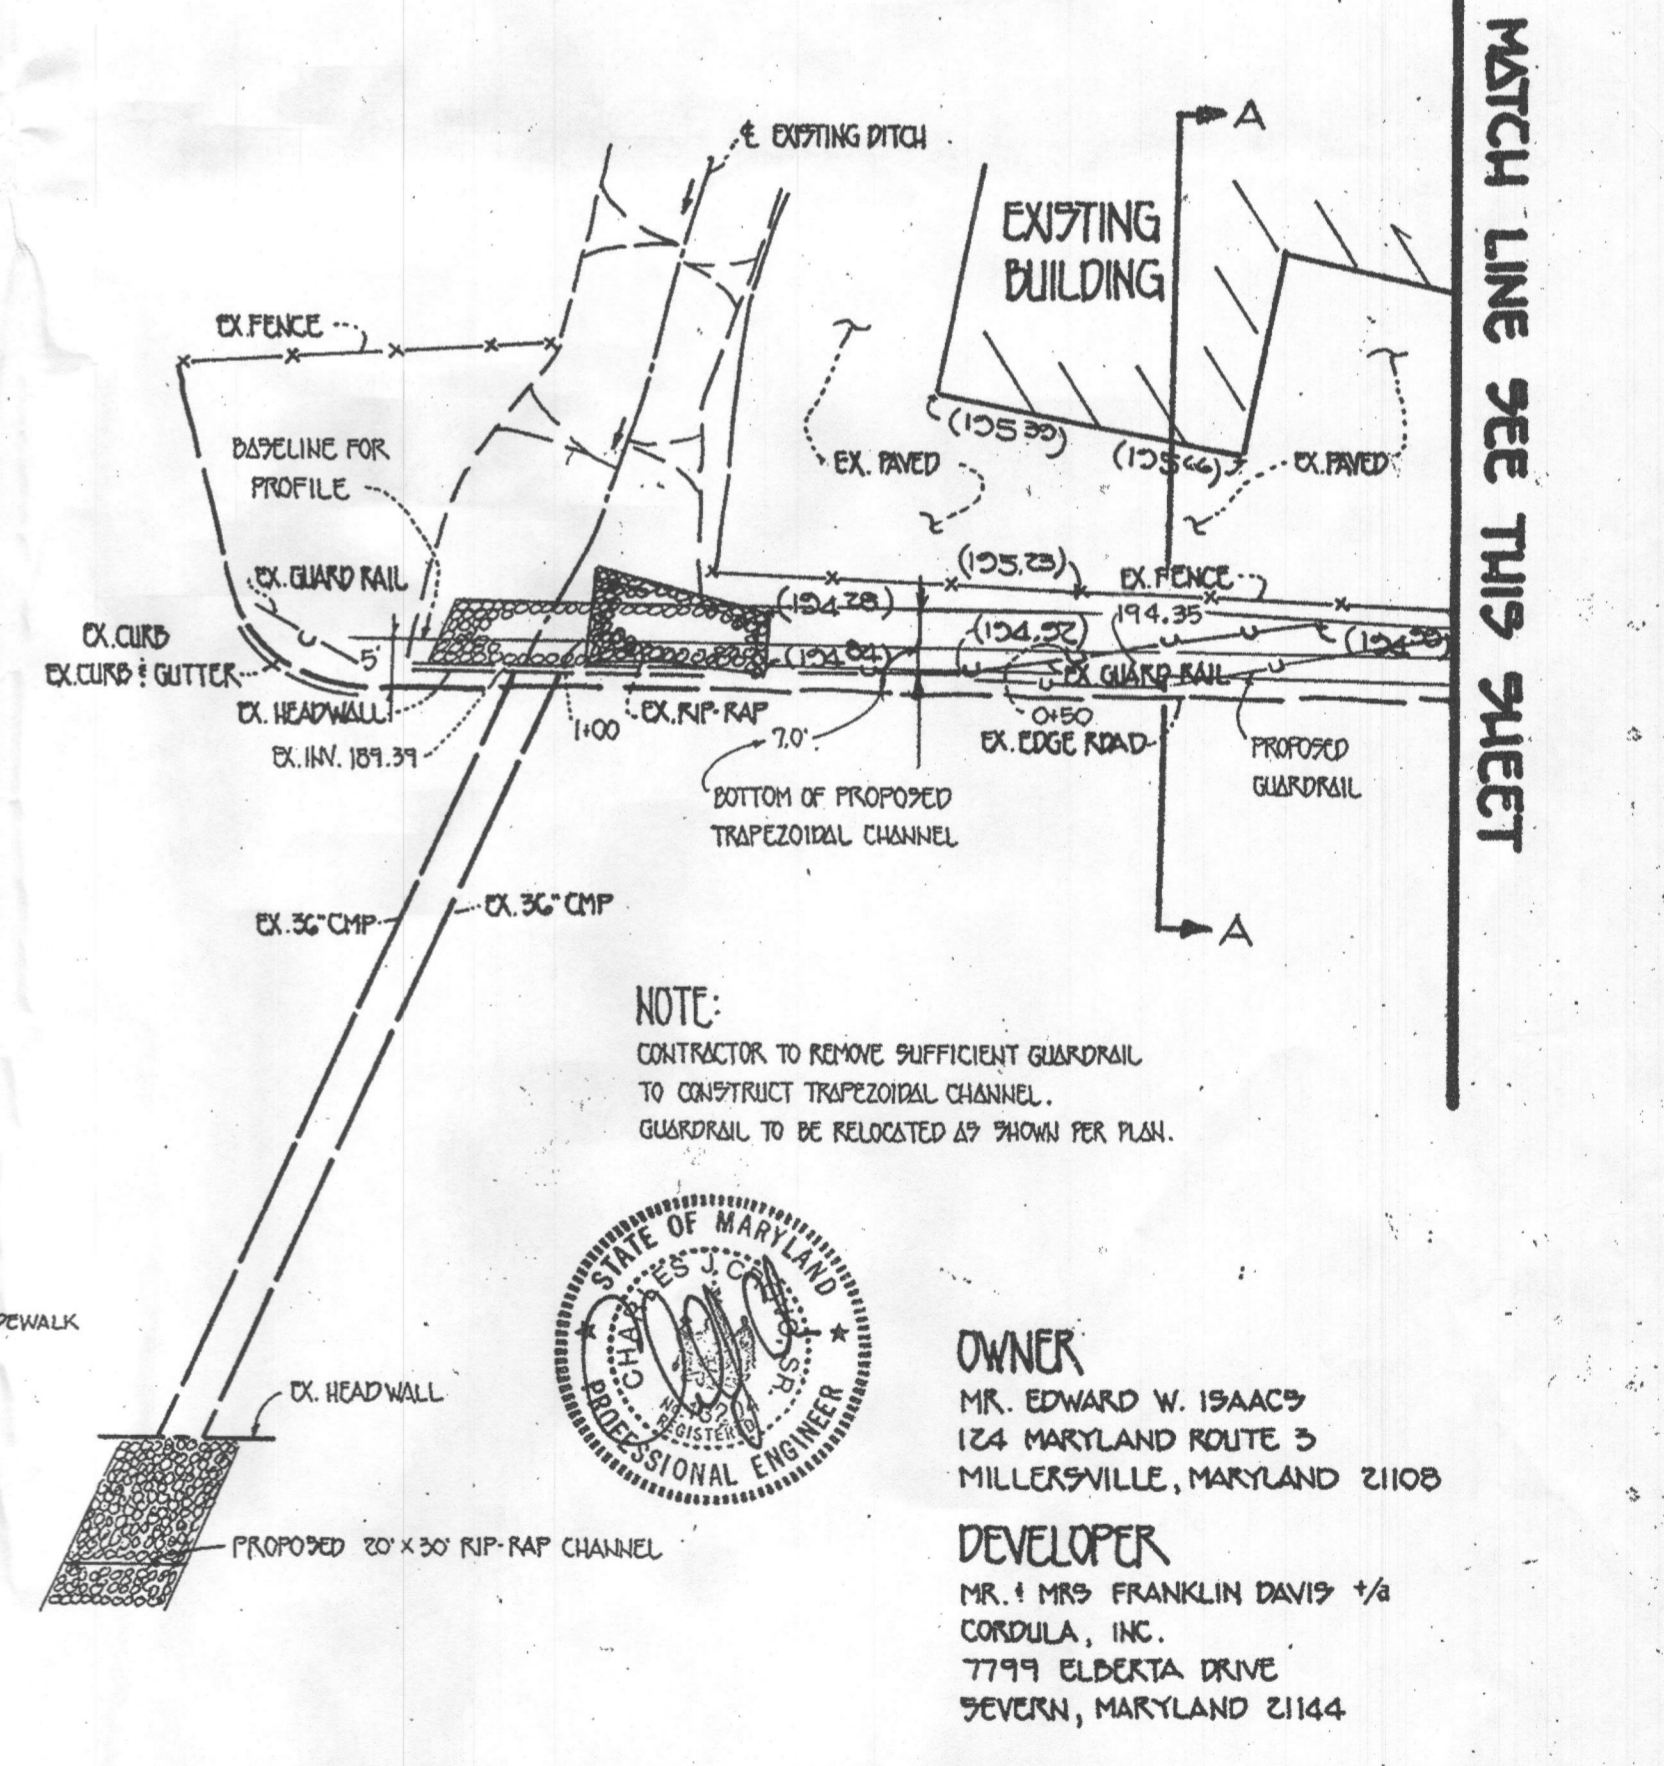 MATCH LINE SEE THIS SHEET
℄ EXISTING DITCH
A
EXISTING
BUILDING
EX. FENCE
BASELINE FOR
PROFILE
(195.39)
(195.66)
EX. PAVED
EX. PAVED
EX. GUARD RAIL
(195.23)
EX. FENCE
(194.28)
194.35
EX. CURB
5'
(194.92)
EX. CURB & GUTTER
(194.84)
EX. GUARD RAIL
EX. HEADWALL
EX. RIP-RAP
0+50
1+00
7.0'
EX. EDGE ROAD
EX. INV. 189.39
PROPOSED
GUARDRAIL
BOTTOM OF PROPOSED
TRAPEZOIDAL CHANNEL
EX. 36" CMP
EX. 36" CMP
A
NOTE:
CONTRACTOR TO REMOVE SUFFICIENT GUARDRAIL
TO CONSTRUCT TRAPEZOIDAL CHANNEL.
GUARDRAIL TO BE RELOCATED AS SHOWN PER PLAN.
STATE OF MARYLAND
CHARLES J. SR.
REGISTERED
PROFESSIONAL ENGINEER
EX. HEADWALL
PROPOSED 20' X 30' RIP-RAP CHANNEL
OWNER
MR. EDWARD W. ISAACS
124 MARYLAND ROUTE 3
MILLERSVILLE, MARYLAND 21108
DEVELOPER
MR. & MRS FRANKLIN DAVIS t/a
CORDULA, INC.
7799 ELBERTA DRIVE
SEVERN, MARYLAND 21144